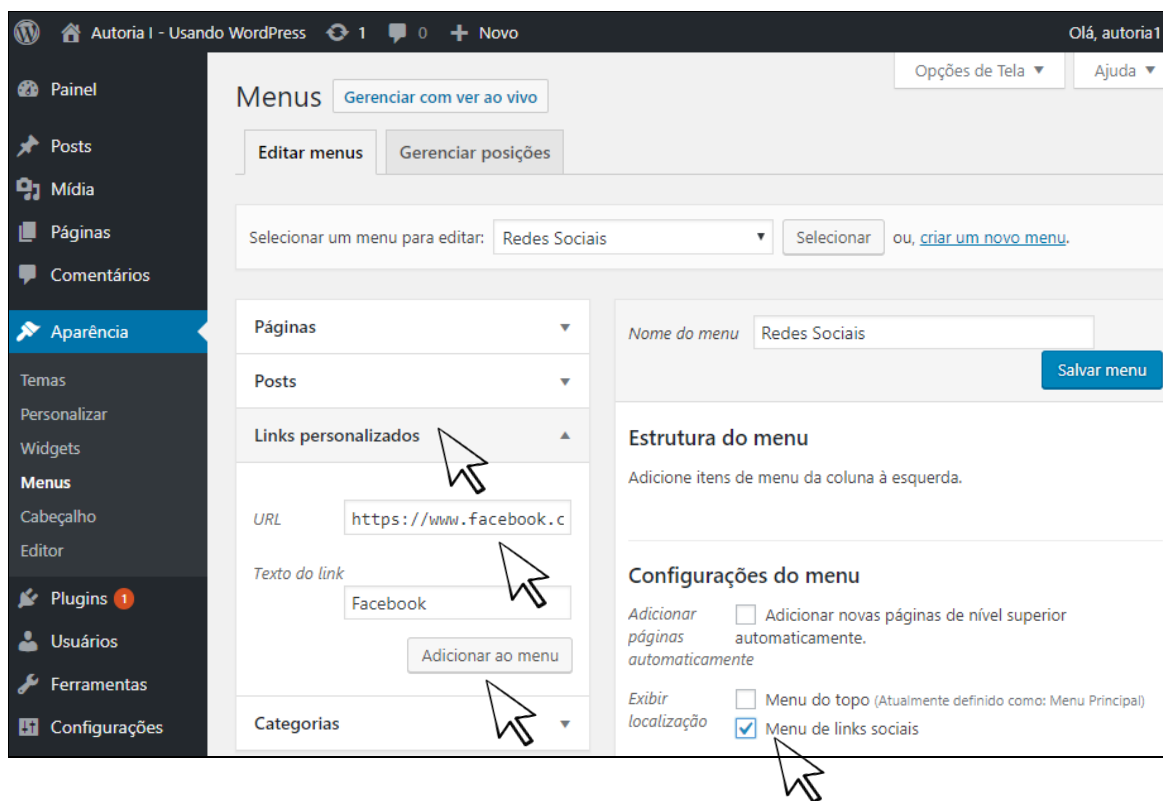 Autoria I - Usando WordPress 1 0 + Novo Olá, autoria1
Opções de Tela ▼ Ajuda ▼
Painel
Posts
Mídia
Páginas
Comentários
Aparência
Temas
Personalizar
Widgets
Menus
Cabeçalho
Editor
Plugins 1
Usuários
Ferramentas
Configurações
Menus Gerenciar com ver ao vivo
Editar menus Gerenciar posições
Selecionar um menu para editar: Redes Sociais ▼ Selecionar ou, criar um novo menu.
Páginas ▼
Posts ▼
Links personalizados ▲
URL https://www.facebook.c
Texto do link
Facebook
Adicionar ao menu
Categorias ▼
Nome do menu Redes Sociais
Salvar menu
Estrutura do menu
Adicione itens de menu da coluna à esquerda.
Configurações do menu
Adicionar páginas automaticamente
Adicionar novas páginas de nível superior
automaticamente.
Exibir localização
Menu do topo (Atualmente definido como: Menu Principal)
Menu de links sociais